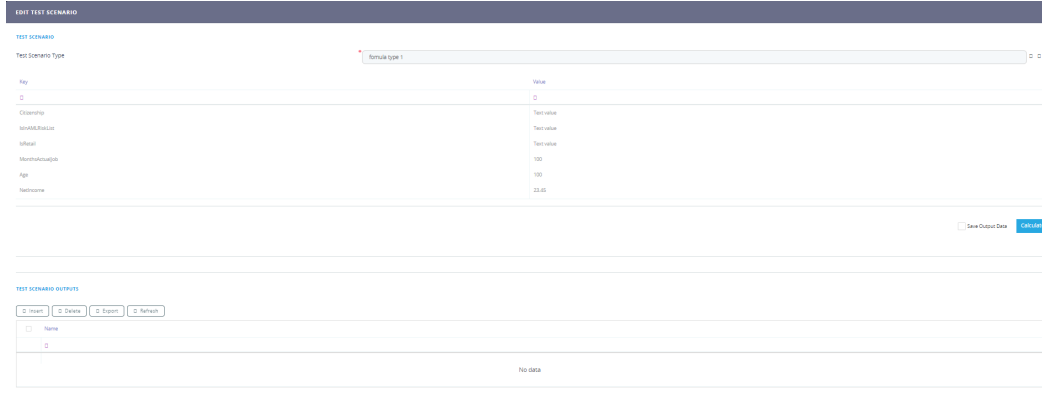 EDIT TEST SCENARIO
TEST SCENARIO
Test Scenario Type * fomula type 1
Key Value
Citizenship Text value
IsInAMLRiskList Text value
IsRetail Text value
MonthsActualJob 100
Age 100
NetIncome 23.45
Save Output Data Calculat
TEST SCENARIO OUTPUTS
Insert Delete Export Refresh
Name
No data